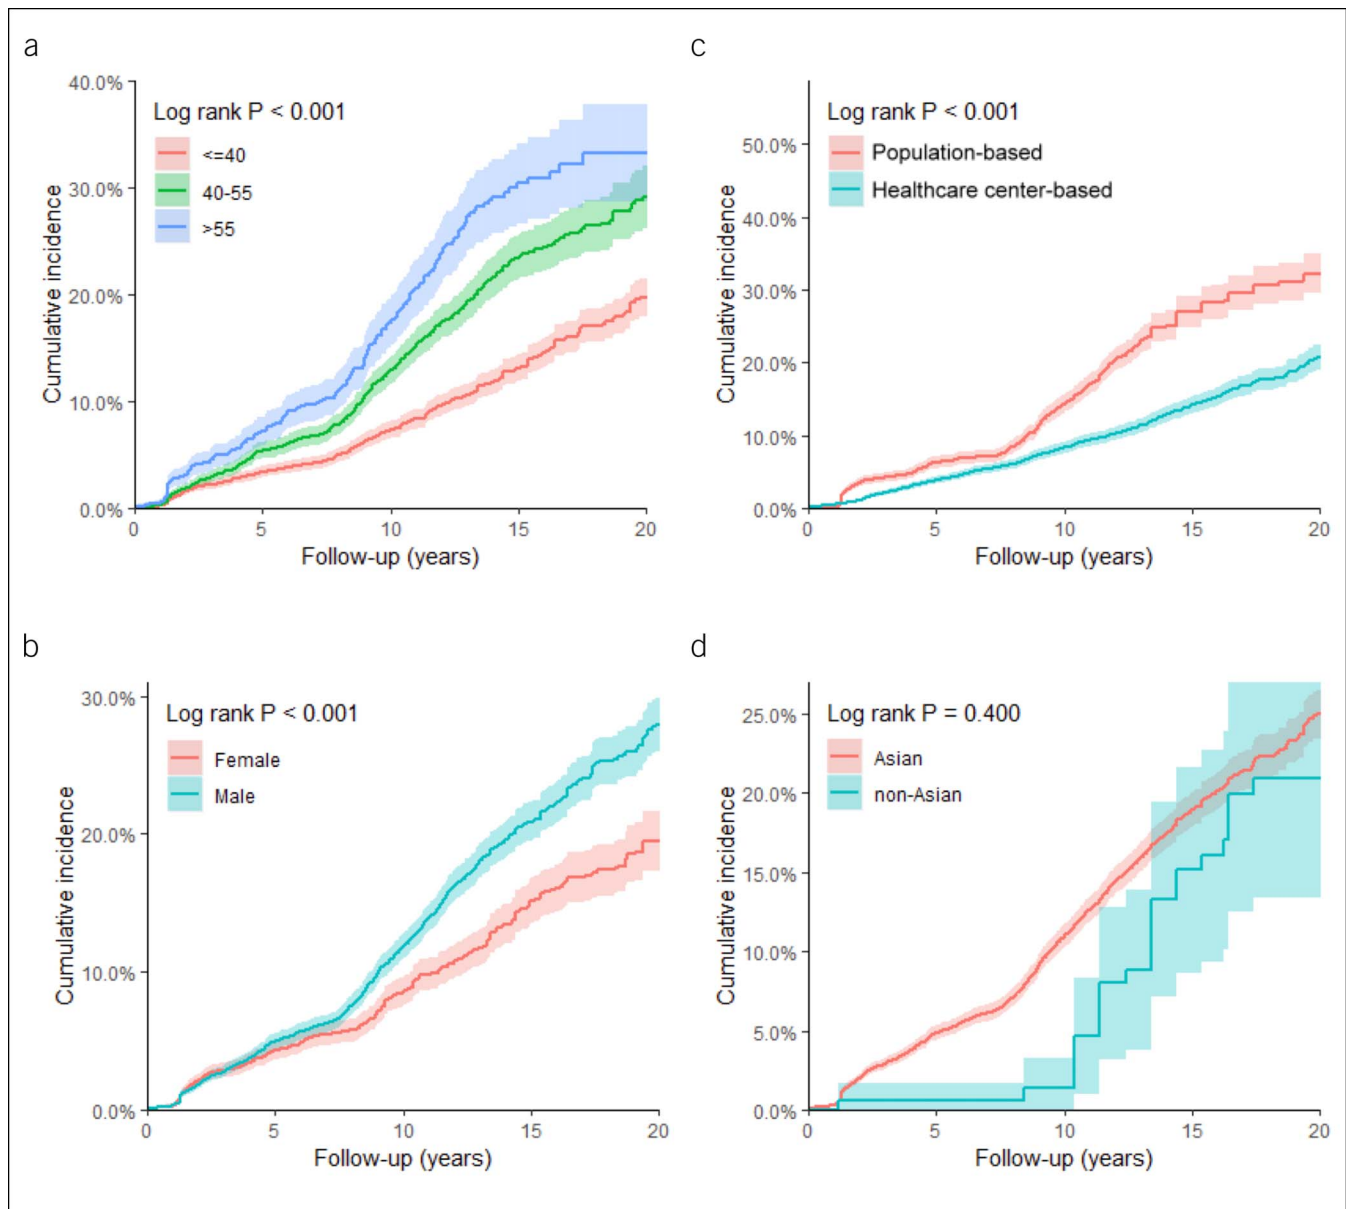 a
40.0%
30.0%
20.0%
10.0%
0.0%
Cumulative incidence
Log rank P < 0.001
<=40
40-55
>55
0 5 10 15 20
Follow-up (years)
c
50.0%
40.0%
30.0%
20.0%
10.0%
0.0%
Cumulative incidence
Log rank P < 0.001
Population-based
Healthcare center-based
0 5 10 15 20
Follow-up (years)
b
30.0%
20.0%
10.0%
0.0%
Cumulative incidence
Log rank P < 0.001
Female
Male
0 5 10 15 20
Follow-up (years)
d
25.0%
20.0%
15.0%
10.0%
5.0%
0.0%
Cumulative incidence
Log rank P = 0.400
Asian
non-Asian
0 5 10 15 20
Follow-up (years)